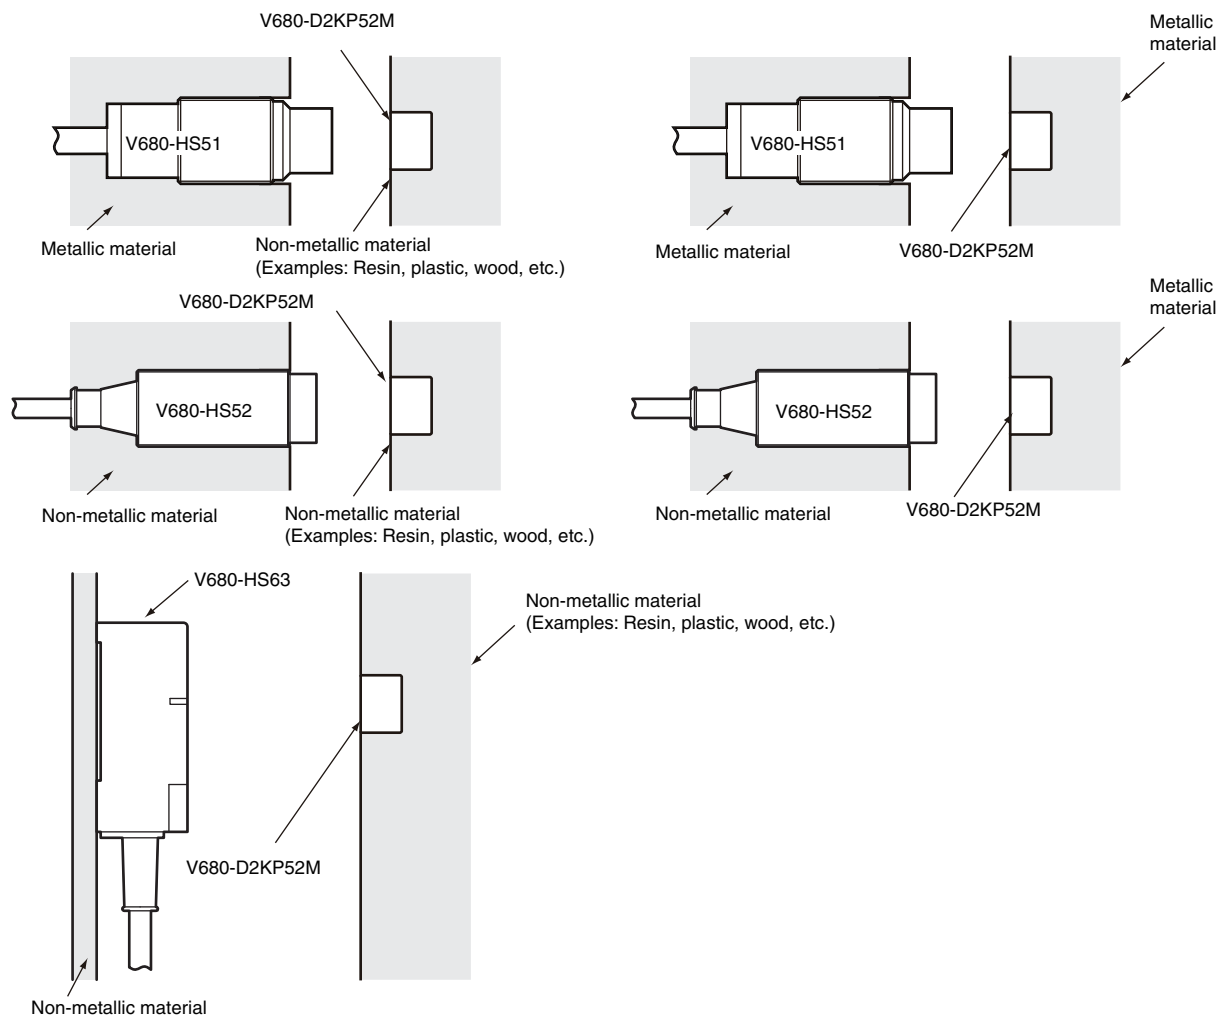 V680-D2KP52M
Metallic
material
V680-HS51
V680-HS51
Metallic material
Non-metallic material
(Examples: Resin, plastic, wood, etc.)
Metallic material
V680-D2KP52M
V680-D2KP52M
Metallic
material
V680-HS52
V680-HS52
Non-metallic material
Non-metallic material
(Examples: Resin, plastic, wood, etc.)
Non-metallic material
V680-D2KP52M
V680-HS63
Non-metallic material
(Examples: Resin, plastic, wood, etc.)
V680-D2KP52M
Non-metallic material